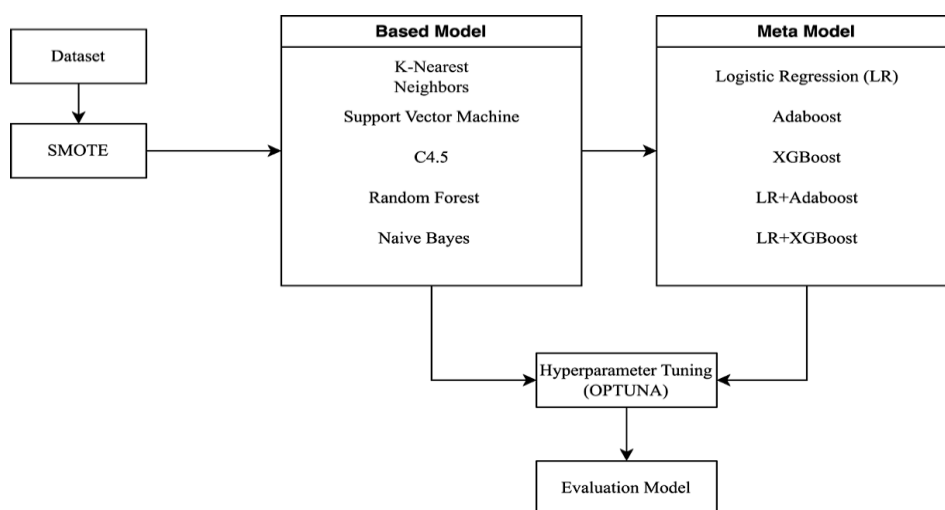 Dataset
SMOTE
Based Model
K-Nearest
Neighbors
Support Vector Machine
C4.5
Random Forest
Naive Bayes
Meta Model
Logistic Regression (LR)
Adaboost
XGBoost
LR+Adaboost
LR+XGBoost
Hyperparameter Tuning
(OPTUNA)
Evaluation Model